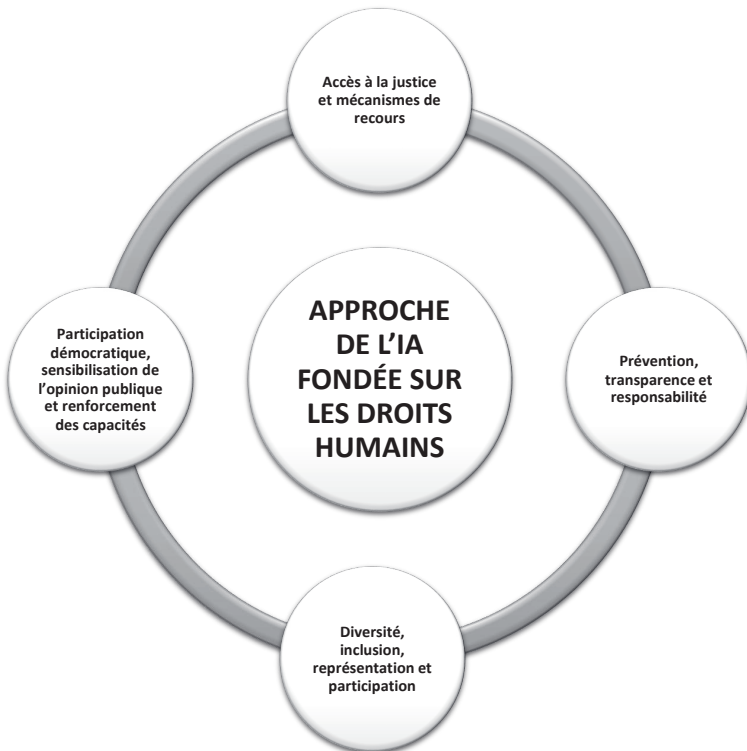 Accès à la justice
et mécanismes de
recours
APPROCHE
DE L’IA
FONDÉE SUR
LES DROITS
HUMAINS
Participation
démocratique,
sensibilisation de
l’opinion publique
et renforcement
des capacités
Prévention,
transparence et
responsabilité
Diversité,
inclusion,
représentation et
participation